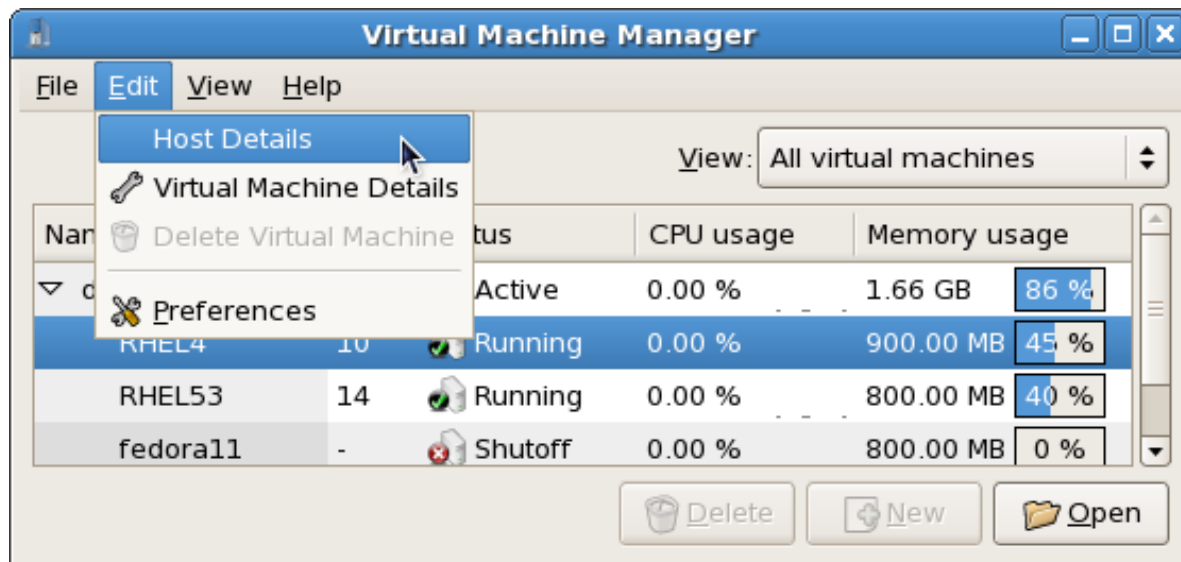 Virtual Machine Manager
File Edit View Help
Host Details
View: All virtual machines
Virtual Machine Details
Delete Virtual Machine
CPU usage Memory usage
Active 0.00 % 1.66 GB 86 %
Preferences
RHEL4 10 Running 0.00 % 900.00 MB 45 %
RHEL53 14 Running 0.00 % 800.00 MB 40 %
fedora11 - Shutoff 0.00 % 800.00 MB 0 %
Delete New Open